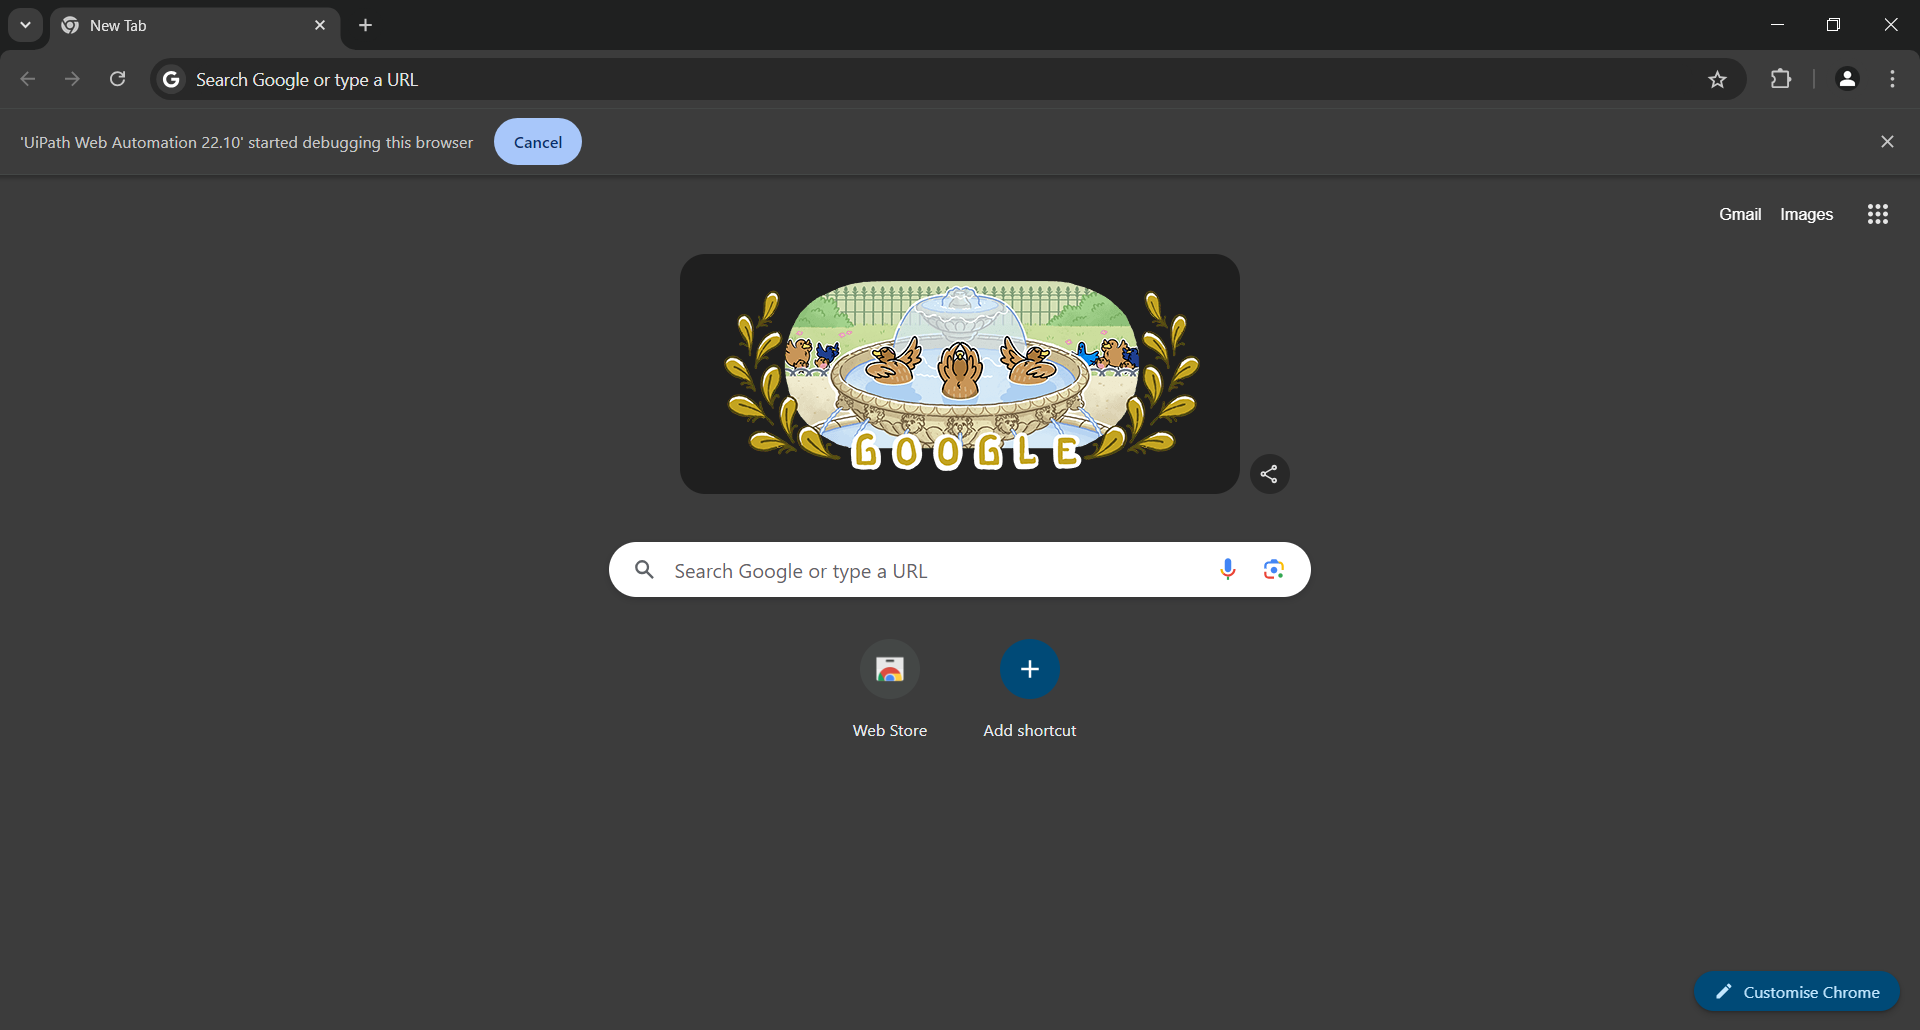 New Tab
Search Google or type a URL
'UiPath Web Automation 22.10' started debugging this browser
Cancel
Gmail
Images
GOOGLE
Search Google or type a URL
Web Store
Add shortcut
Customise Chrome